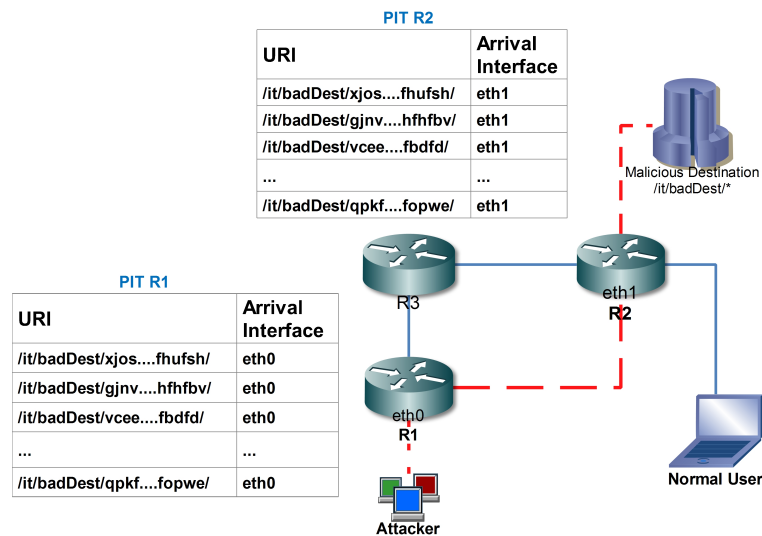 PIT R2
URI Arrival Interface
/it/badDest/xjos....fhufsh/ eth1
/it/badDest/gjnv....hfhfbv/ eth1
/it/badDest/vcee....fbdfd/ eth1
... ...
/it/badDest/qpkf....fopwe/ eth1
Malicious Destination
/it/badDest/*
R3
eth1
R2
PIT R1
URI Arrival Interface
/it/badDest/xjos....fhufsh/ eth0
/it/badDest/gjnv....hfhfbv/ eth0
/it/badDest/vcee....fbdfd/ eth0
... ...
/it/badDest/qpkf....fopwe/ eth0
eth0
R1
Attacker
Normal User